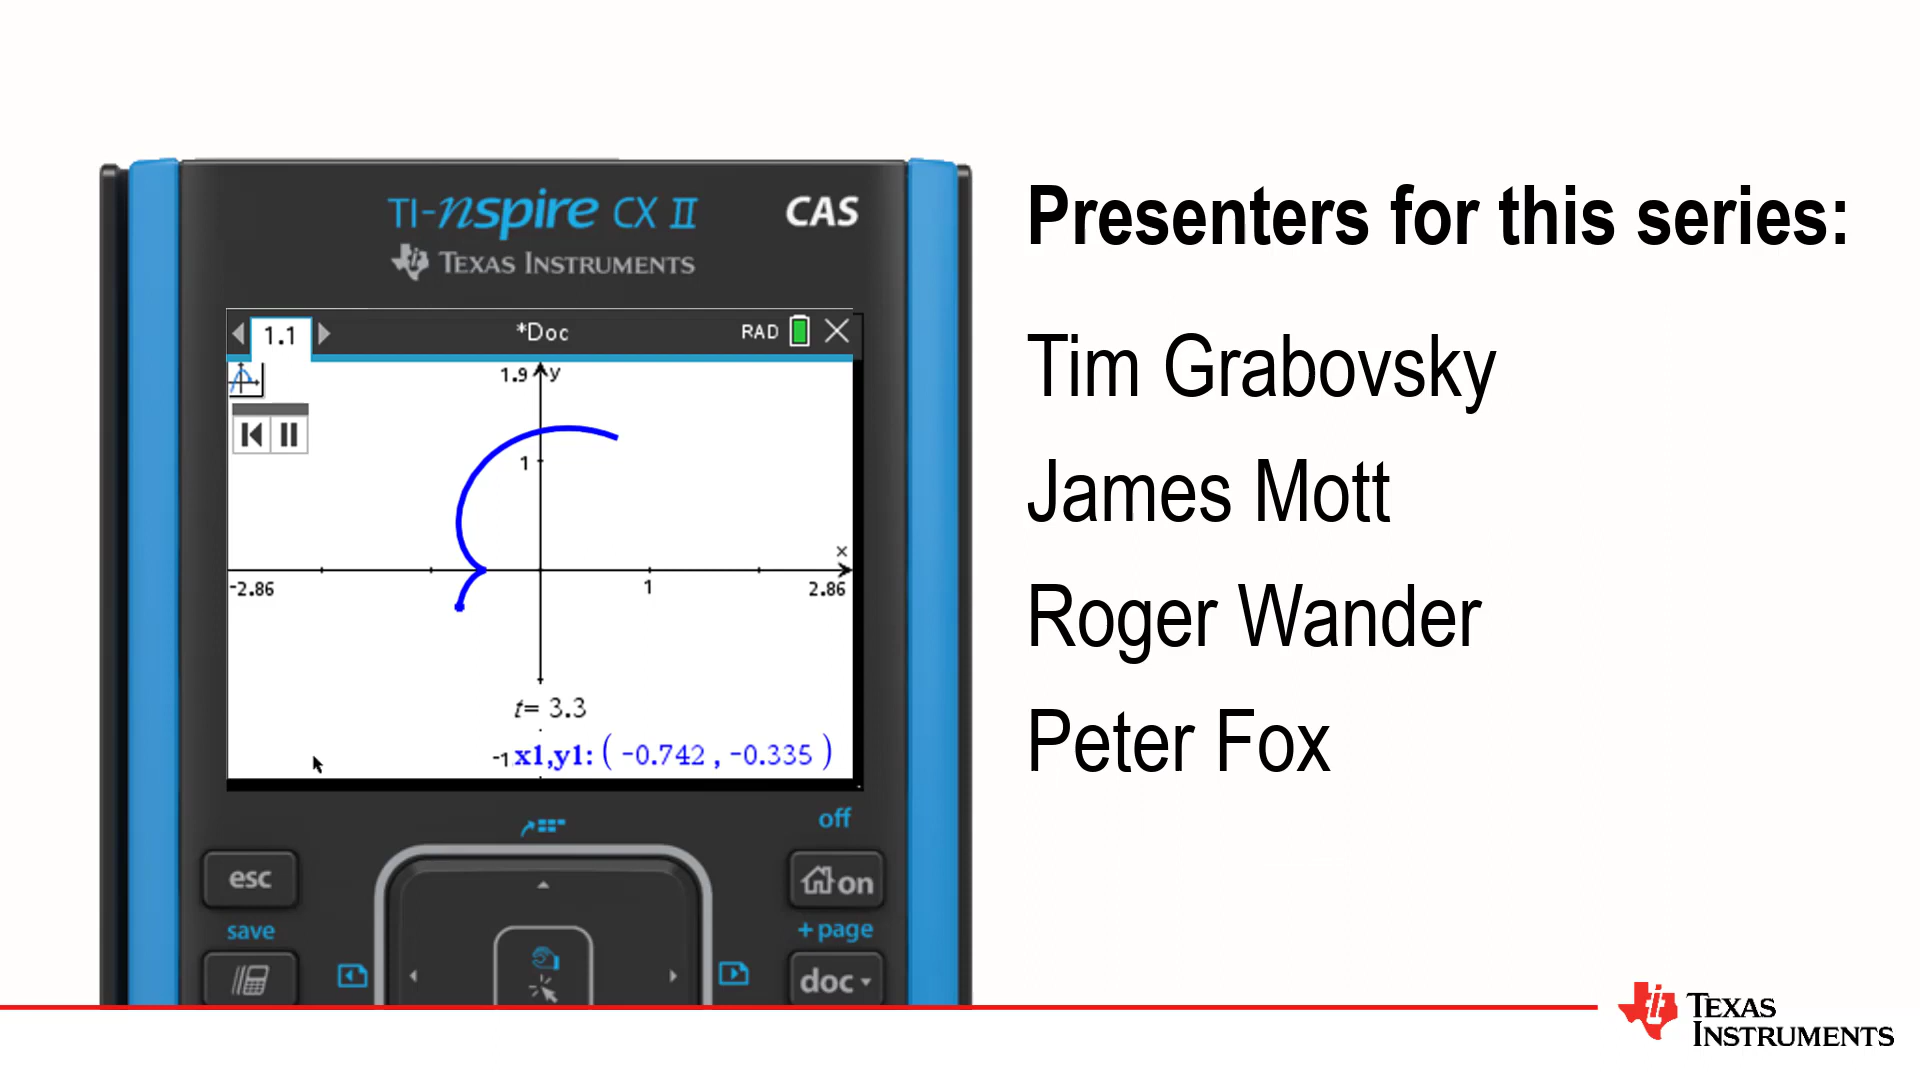 TI-nspire CX II CAS
TEXAS INSTRUMENTS
1.1 *Doc RAD
1.9 y
1
x
-2.86 1 2.86
t= 3.3
-1 x1,y1: ( -0.742 , -0.335 )
off
esc on
save +page
doc
Presenters for this series:
Tim Grabovsky
James Mott
Roger Wander
Peter Fox
TEXAS
INSTRUMENTS